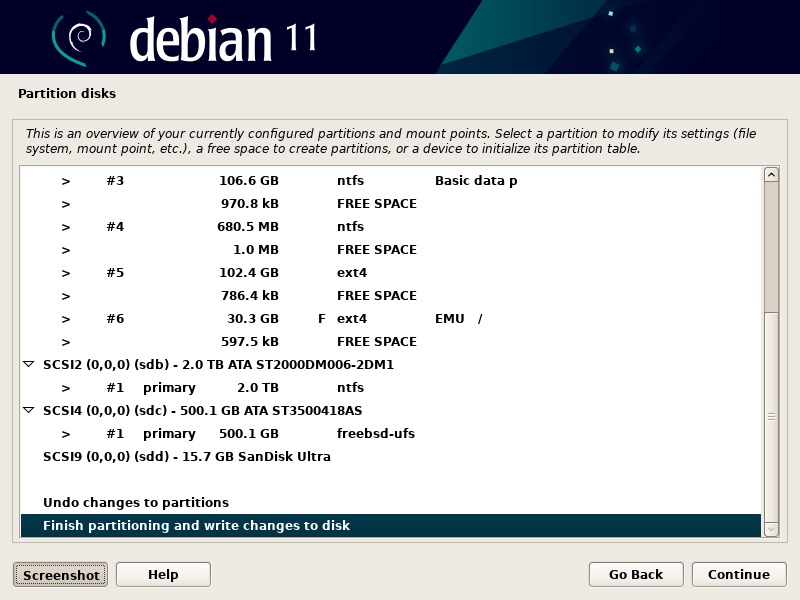 debian 11
Partition disks
This is an overview of your currently configured partitions and mount points. Select a partition to modify its settings (file
system, mount point, etc.), a free space to create partitions, or a device to initialize its partition table.
> #3 106.6 GB ntfs Basic data p
> 970.8 kB FREE SPACE
> #4 680.5 MB ntfs
> 1.0 MB FREE SPACE
> #5 102.4 GB ext4
> 786.4 kB FREE SPACE
> #6 30.3 GB F ext4 EMU /
> 597.5 kB FREE SPACE
SCSI2 (0,0,0) (sdb) - 2.0 TB ATA ST2000DM006-2DM1
> #1 primary 2.0 TB ntfs
SCSI4 (0,0,0) (sdc) - 500.1 GB ATA ST3500418AS
> #1 primary 500.1 GB freebsd-ufs
SCSI9 (0,0,0) (sdd) - 15.7 GB SanDisk Ultra
Undo changes to partitions
Finish partitioning and write changes to disk
Screenshot Help Go Back Continue